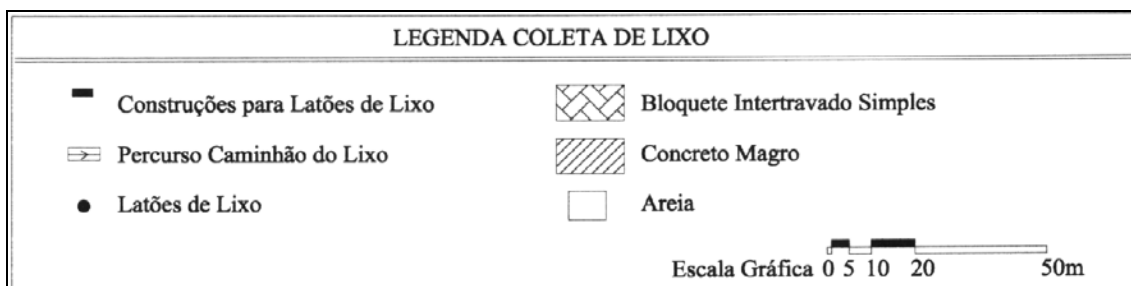 LEGENDA COLETA DE LIXO
Construções para Latões de Lixo
Percurso Caminhão do Lixo
Latões de Lixo
Bloquete Intertravado Simples
Concreto Magro
Areia
Escala Gráfica 0 5 10 20 50m